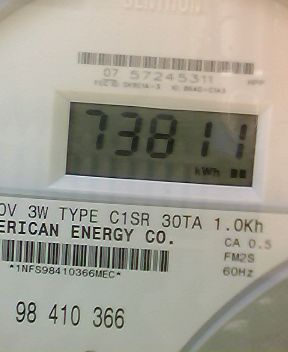 CENTRON
07 57245311
73811
kWh
0V 3W TYPE C1SR 30TA 1.0Kh
ERICAN ENERGY CO.
CA 0.5
FM2S
60Hz
*1NFS98410366MEC*
98 410 366